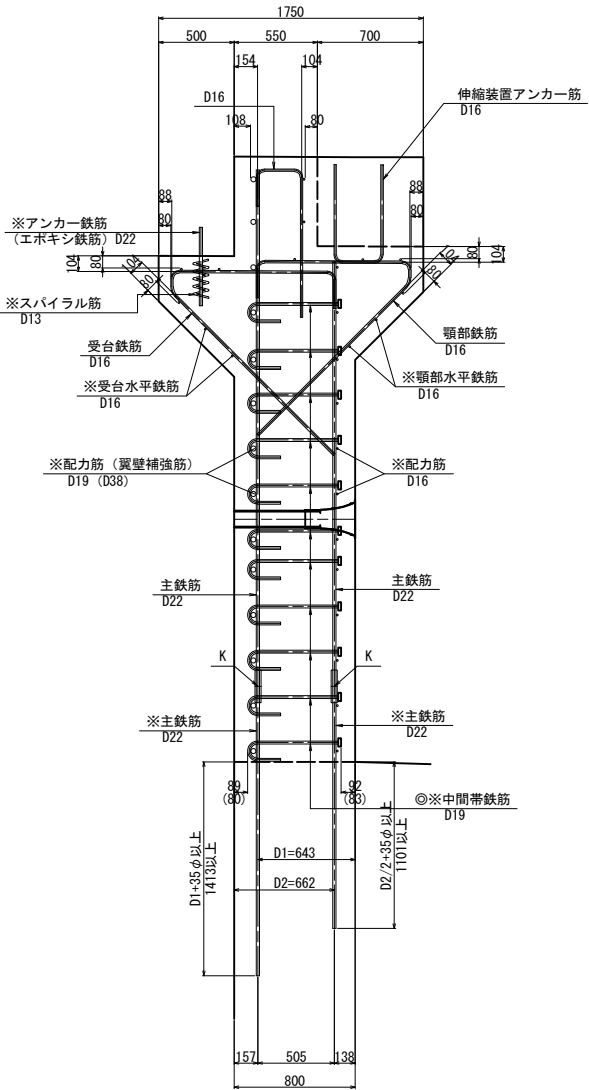 1750
500
550
700
154
104
D16
伸縮装置アンカー筋
D16
108
80
88
80
88
80
※アンカー鉄筋
(エポキシ鉄筋) D22
104
80
104
80
80
104
104
80
※スパイラル筋
D13
受台鉄筋
D16
顎部鉄筋
D16
※受台水平鉄筋
D16
※顎部水平鉄筋
D16
※配力筋 (翼壁補強筋)
D19 (D38)
※配力筋
D16
主鉄筋
D22
主鉄筋
D22
K
K
※主鉄筋
D22
※主鉄筋
D22
89
(80)
92
(83)
◎※中間帯鉄筋
D19
D1+35φ以上
1413以上
D1=643
D2=662
D2/2+35φ以上
1101以上
157
505
138
800